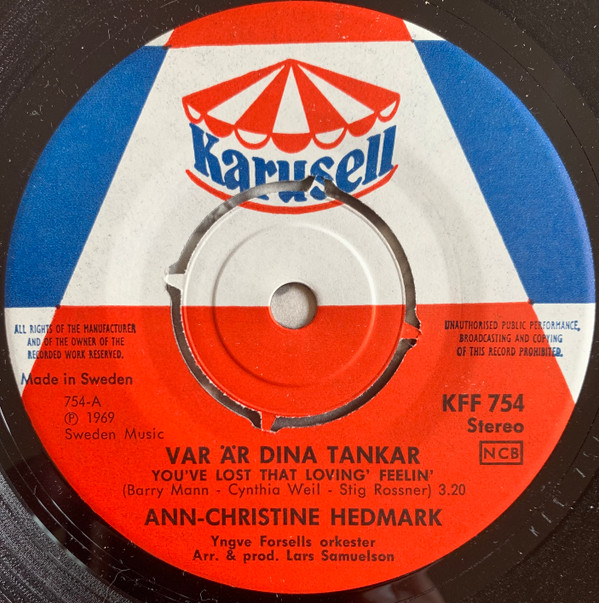 Karusell
ALL RIGHTS OF THE MANUFACTURER
AND OF THE OWNER OF THE
RECORDED WORK RESERVED.
UNAUTHORISED PUBLIC PERFORMANCE,
BROADCASTING AND COPYING
OF THIS RECORD PROHIBITED.
Made in Sweden
754-A
Ⓟ 1969
Sweden Music
KFF 754
Stereo
NCB
VAR ÄR DINA TANKAR
YOU'VE LOST THAT LOVING' FEELIN'
(Barry Mann - Cynthia Weil - Stig Rossner) 3.20
ANN-CHRISTINE HEDMARK
Yngve Forsells orkester
Arr. & prod. Lars Samuelson